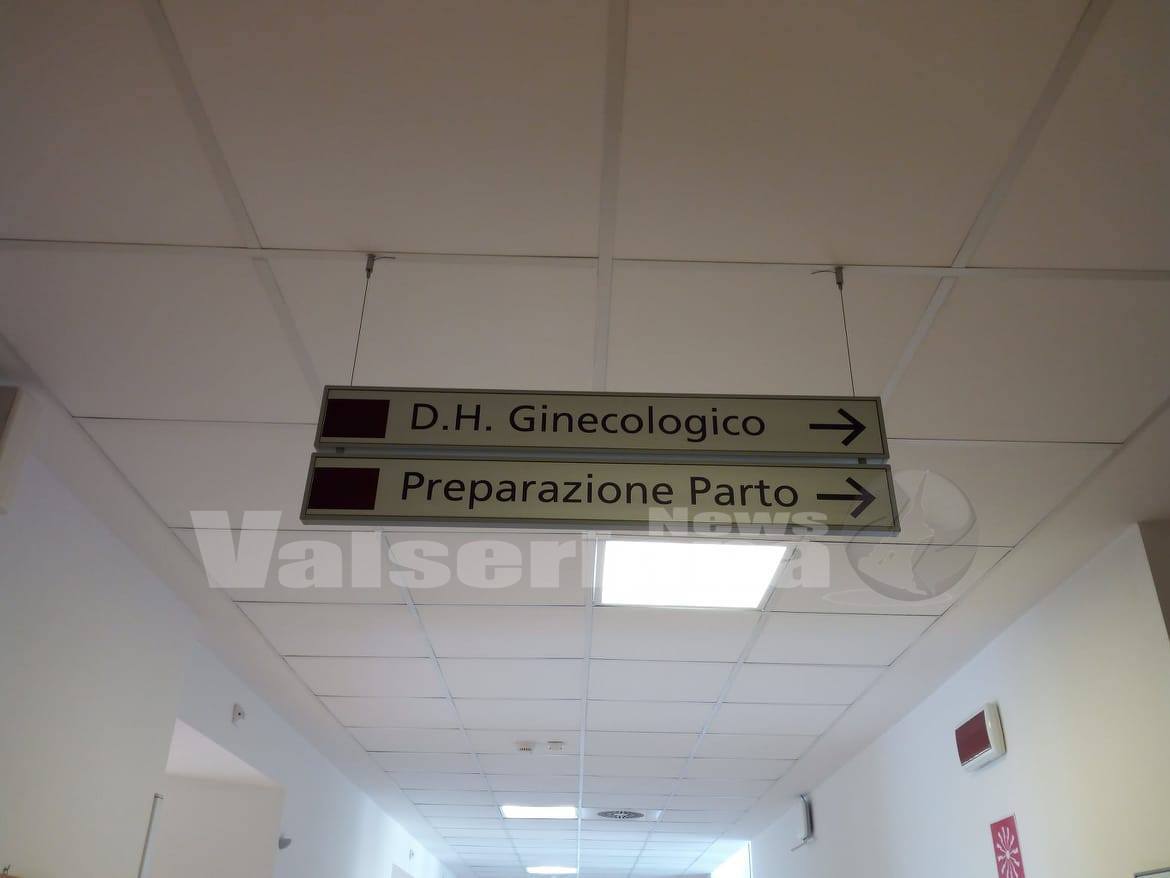 D.H. Ginecologico →
Preparazione Parto →
News
Valseriana